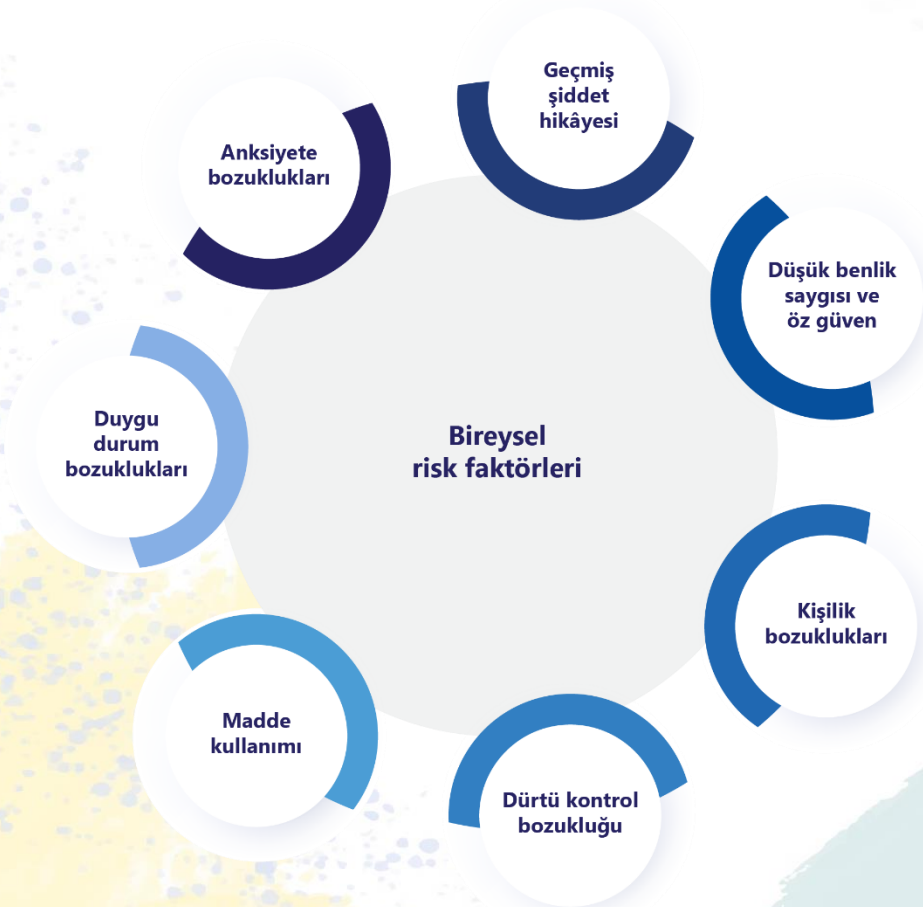 Geçmiş
şiddet
hikâyesi
Anksiyete
bozuklukları
Düşük benlik
saygısı ve
öz güven
Duygu
durum
bozuklukları
Bireysel
risk faktörleri
Kişilik
bozuklukları
Madde
kullanımı
Dürtü kontrol
bozukluğu